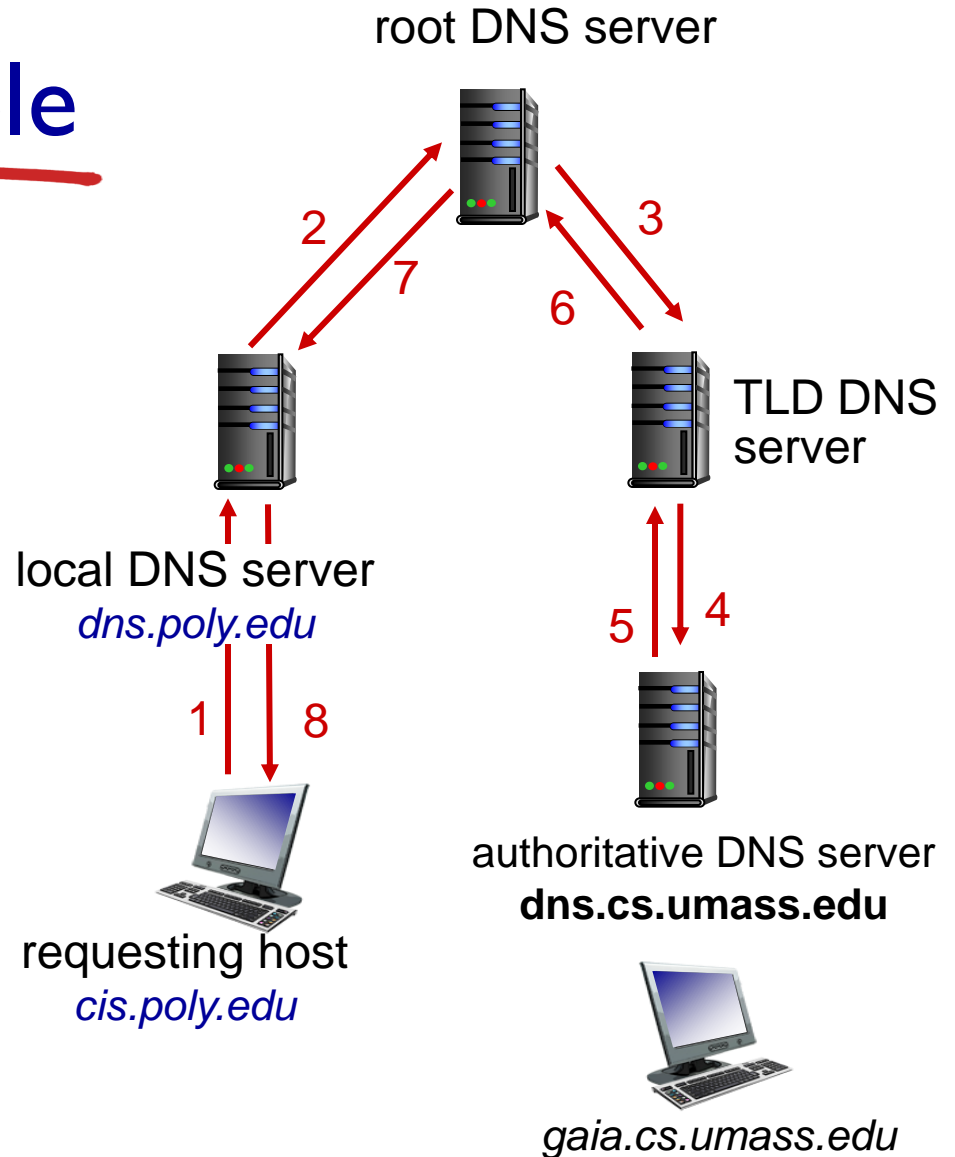 root DNS server
le
2
3
7
6
TLD DNS
server
local DNS server
dns.poly.edu
5
4
1
8
authoritative DNS server
dns.cs.umass.edu
requesting host
cis.poly.edu
gaia.cs.umass.edu